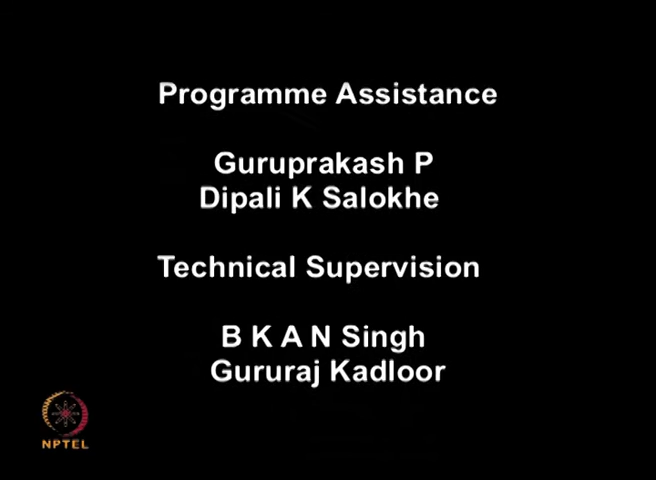 Programme Assistance
Guruprakash P
Dipali K Salokhe
Technical Supervision
B K A N Singh
Gururaj Kadloor
NPTEL